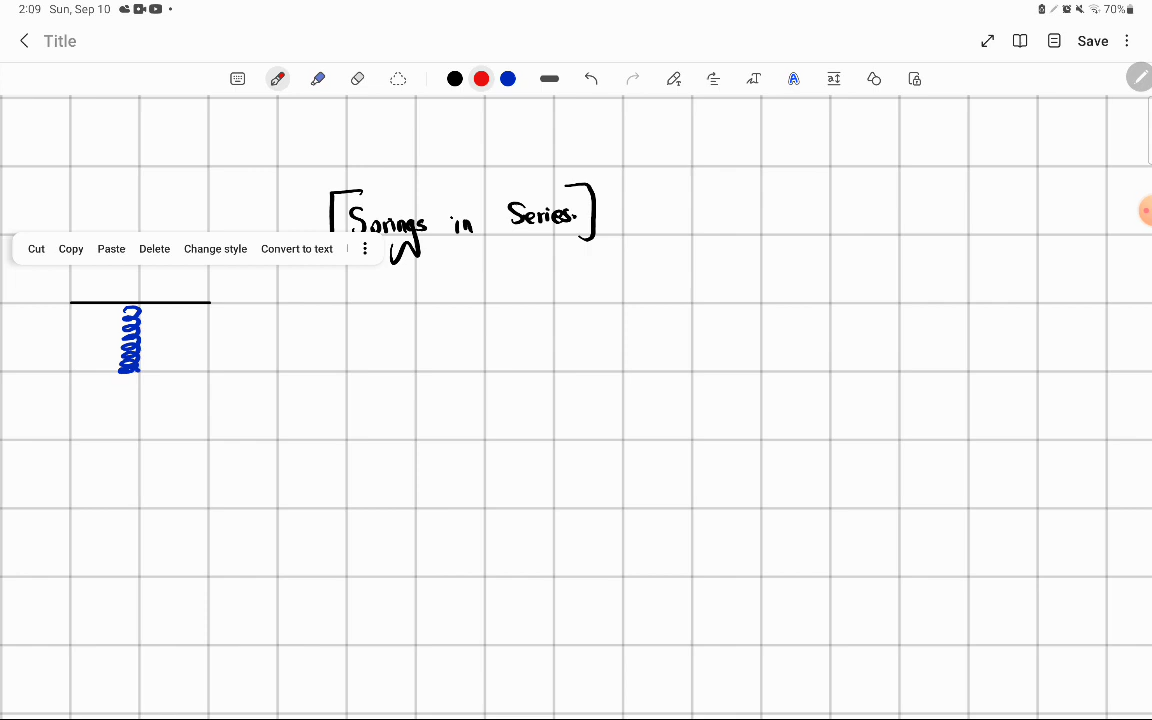 2:09 Sun, Sep 10
70%
Title
Save
[Springs in Series.]
Cut Copy Paste Delete Change style Convert to text